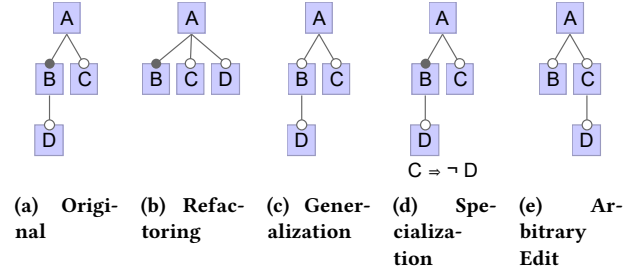 A A A A A
B C B C D B C B C B C
D D D D
C ⇒ ¬ D
(a) Origi- (b) Refac- (c) Gener- (d) Spe- (e) Ar-
nal toring alization cializa- bitrary
tion Edit